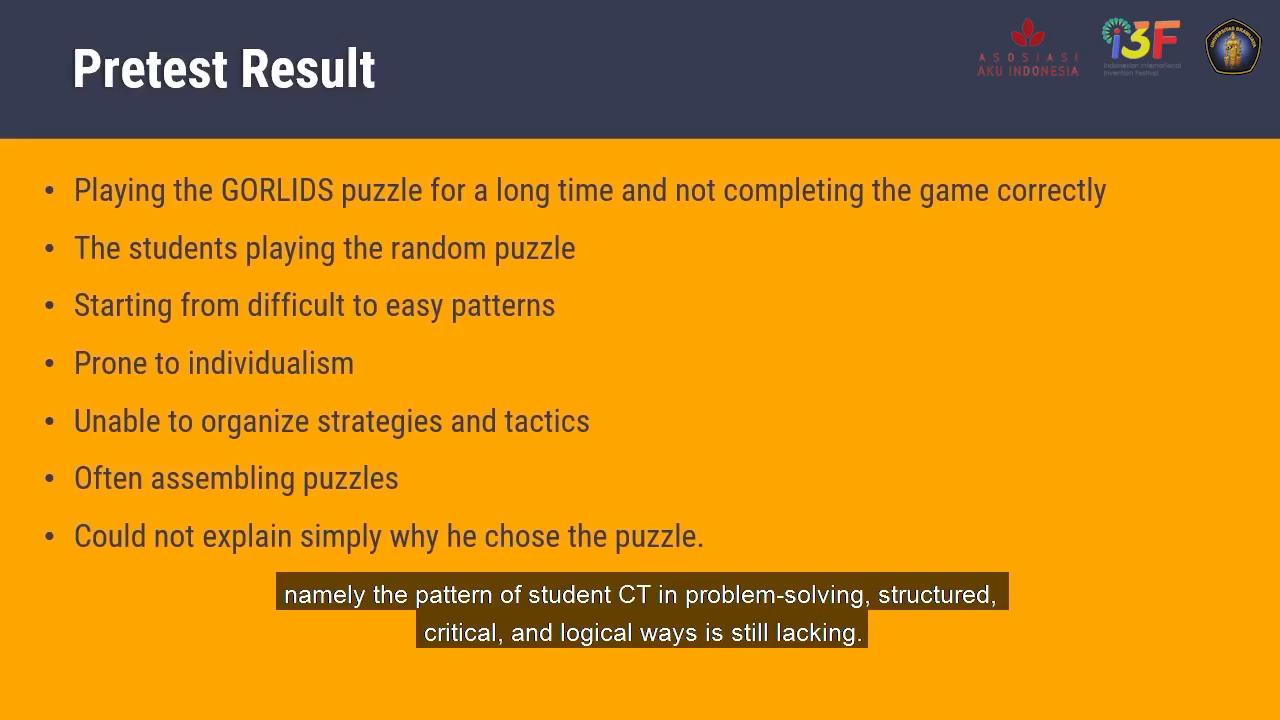 Pretest Result
ASOSIASI
AKU INDONESIA
i3F
Indonesian International
Invention Festival
UNIVERSITAS BRAWIJAYA
• Playing the GORLIDS puzzle for a long time and not completing the game correctly
• The students playing the random puzzle
• Starting from difficult to easy patterns
• Prone to individualism
• Unable to organize strategies and tactics
• Often assembling puzzles
• Could not explain simply why he chose the puzzle.
namely the pattern of student CT in problem-solving, structured,
critical, and logical ways is still lacking.